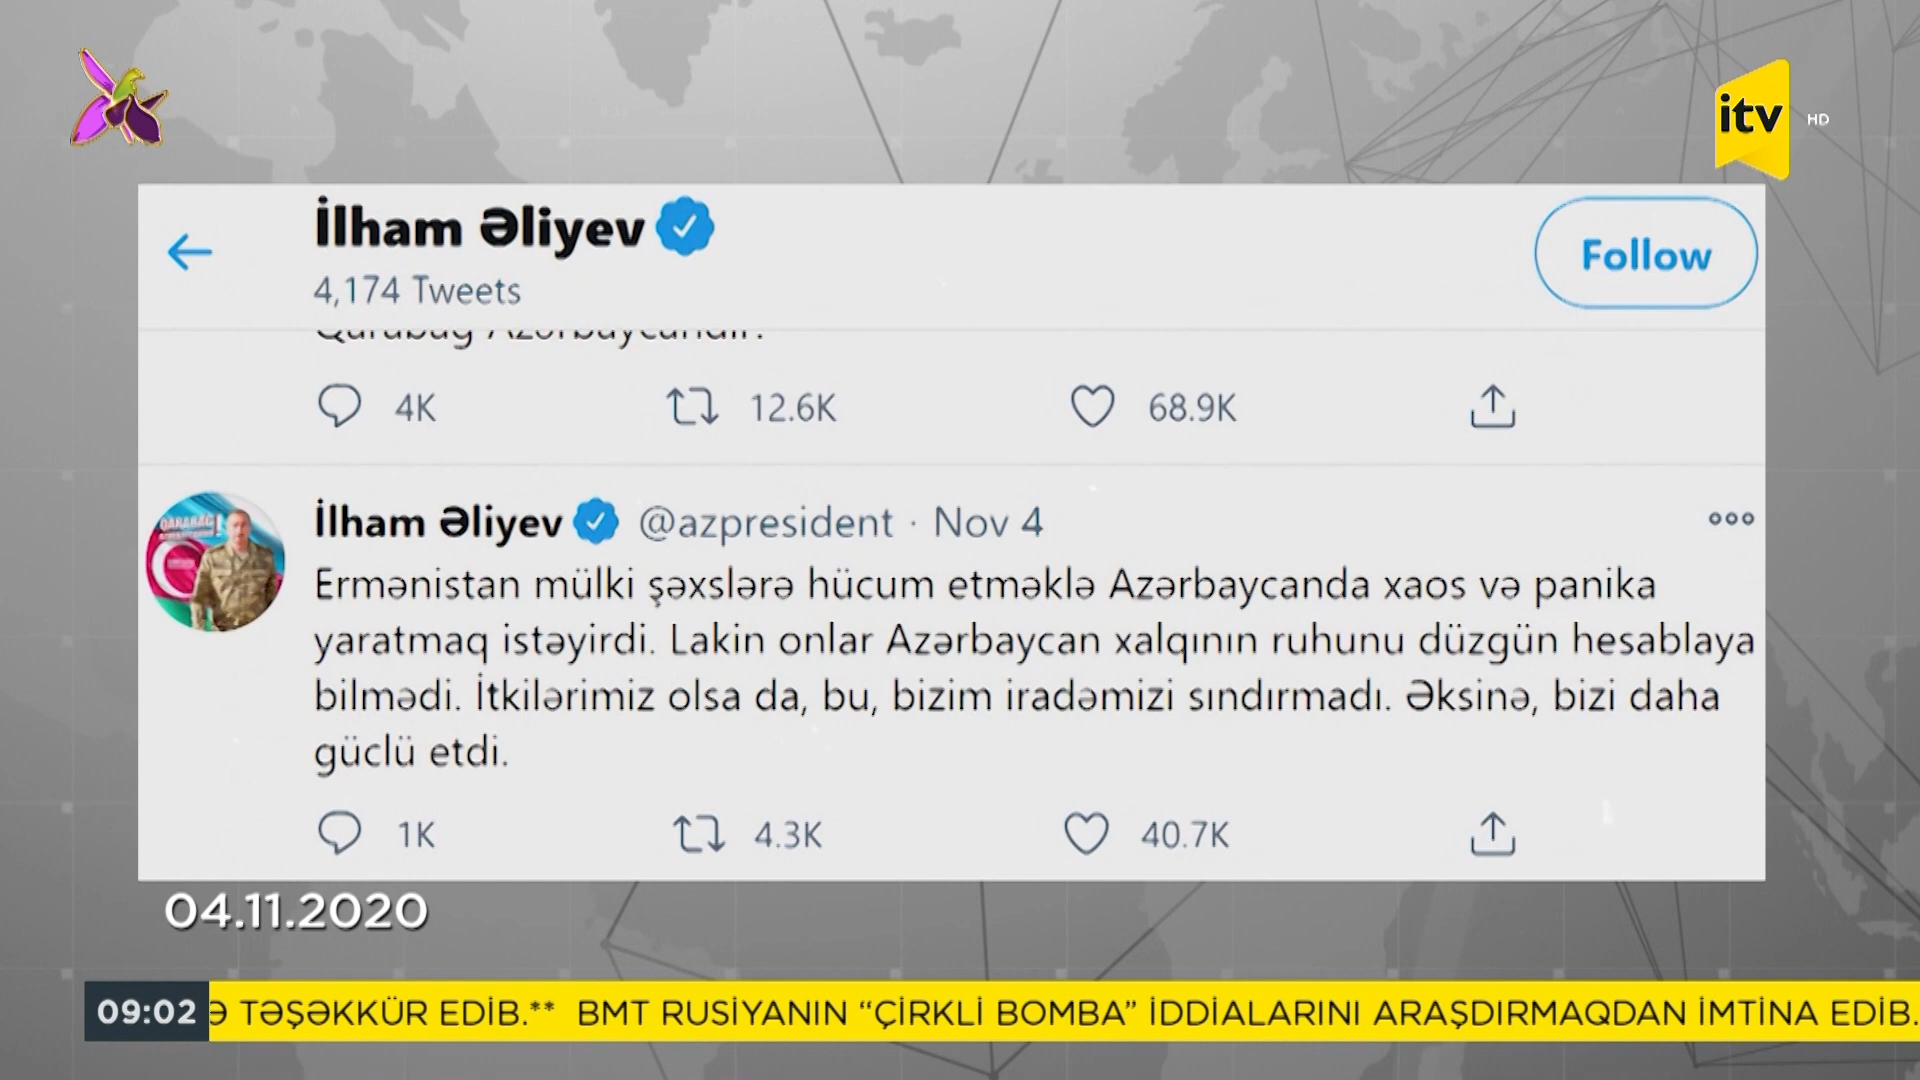 itv HD
İlham Əliyev
4,174 Tweets
Follow
4K 12.6K 68.9K
İlham Əliyev @azpresident · Nov 4
Ermənistan mülki şəxslərə hücum etməklə Azərbaycanda xaos və panika
yaratmaq istəyirdi. Lakin onlar Azərbaycan xalqının ruhunu düzgün hesablaya
bilmədi. İtkilərimiz olsa da, bu, bizim iradəmizi sındırmadı. Əksinə, bizi daha
güclü etdi.
1K 4.3K 40.7K
04.11.2020
09:02 Ə TƏŞƏKKÜR EDİB.** BMT RUSİYANIN “ÇİRKLİ BOMBA” İDDİALARINI ARAŞDIRMAQDAN İMTİNA EDİB.